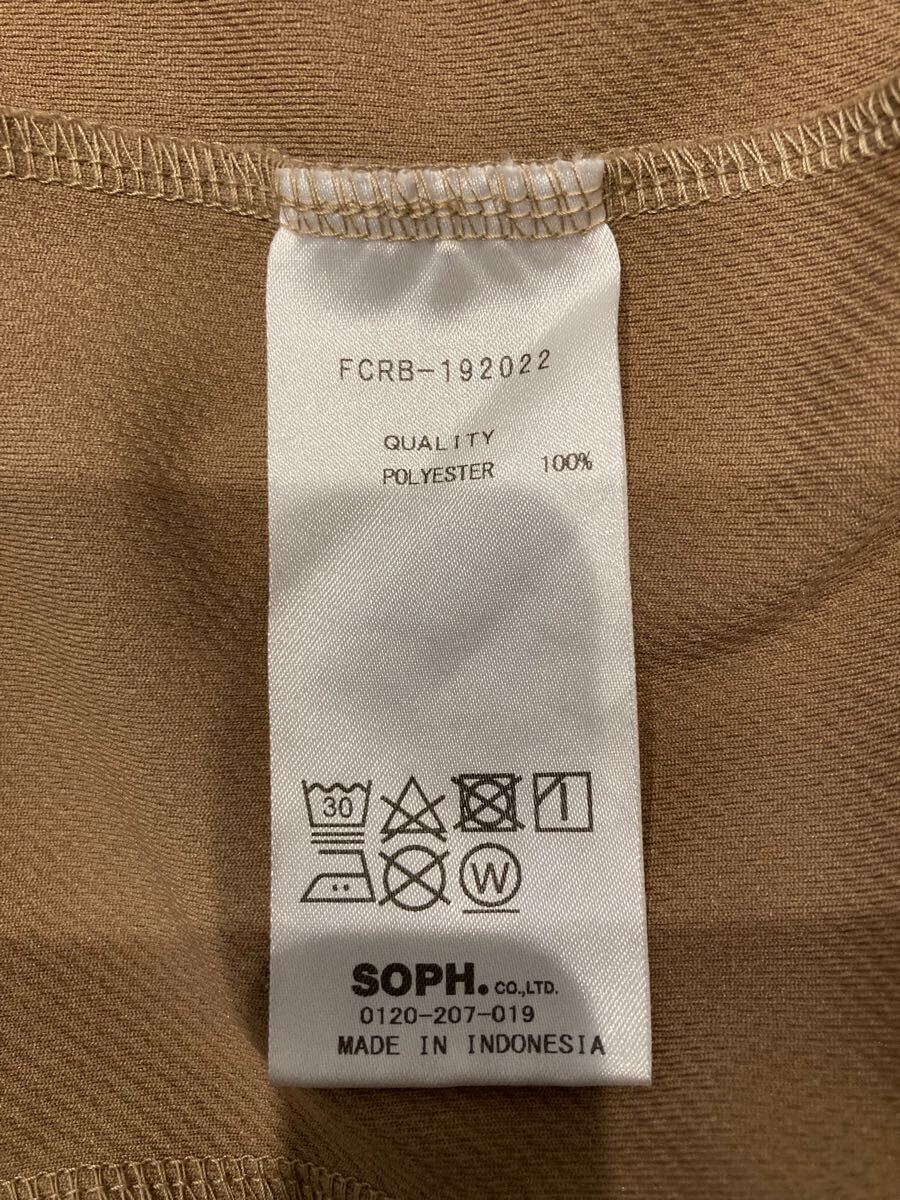 FCRB-192022
QUALITY
POLYESTER 100%
30
W
SOPH. CO.,LTD.
0120-207-019
MADE IN INDONESIA